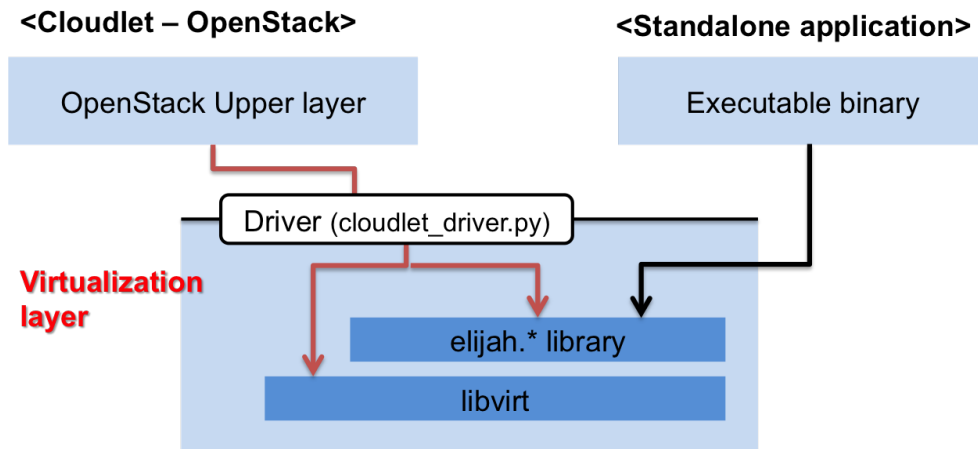 <Cloudlet – OpenStack>
<Standalone application>
OpenStack Upper layer
Executable binary
Driver (cloudlet_driver.py)
Virtualization
layer
elijah.* library
libvirt